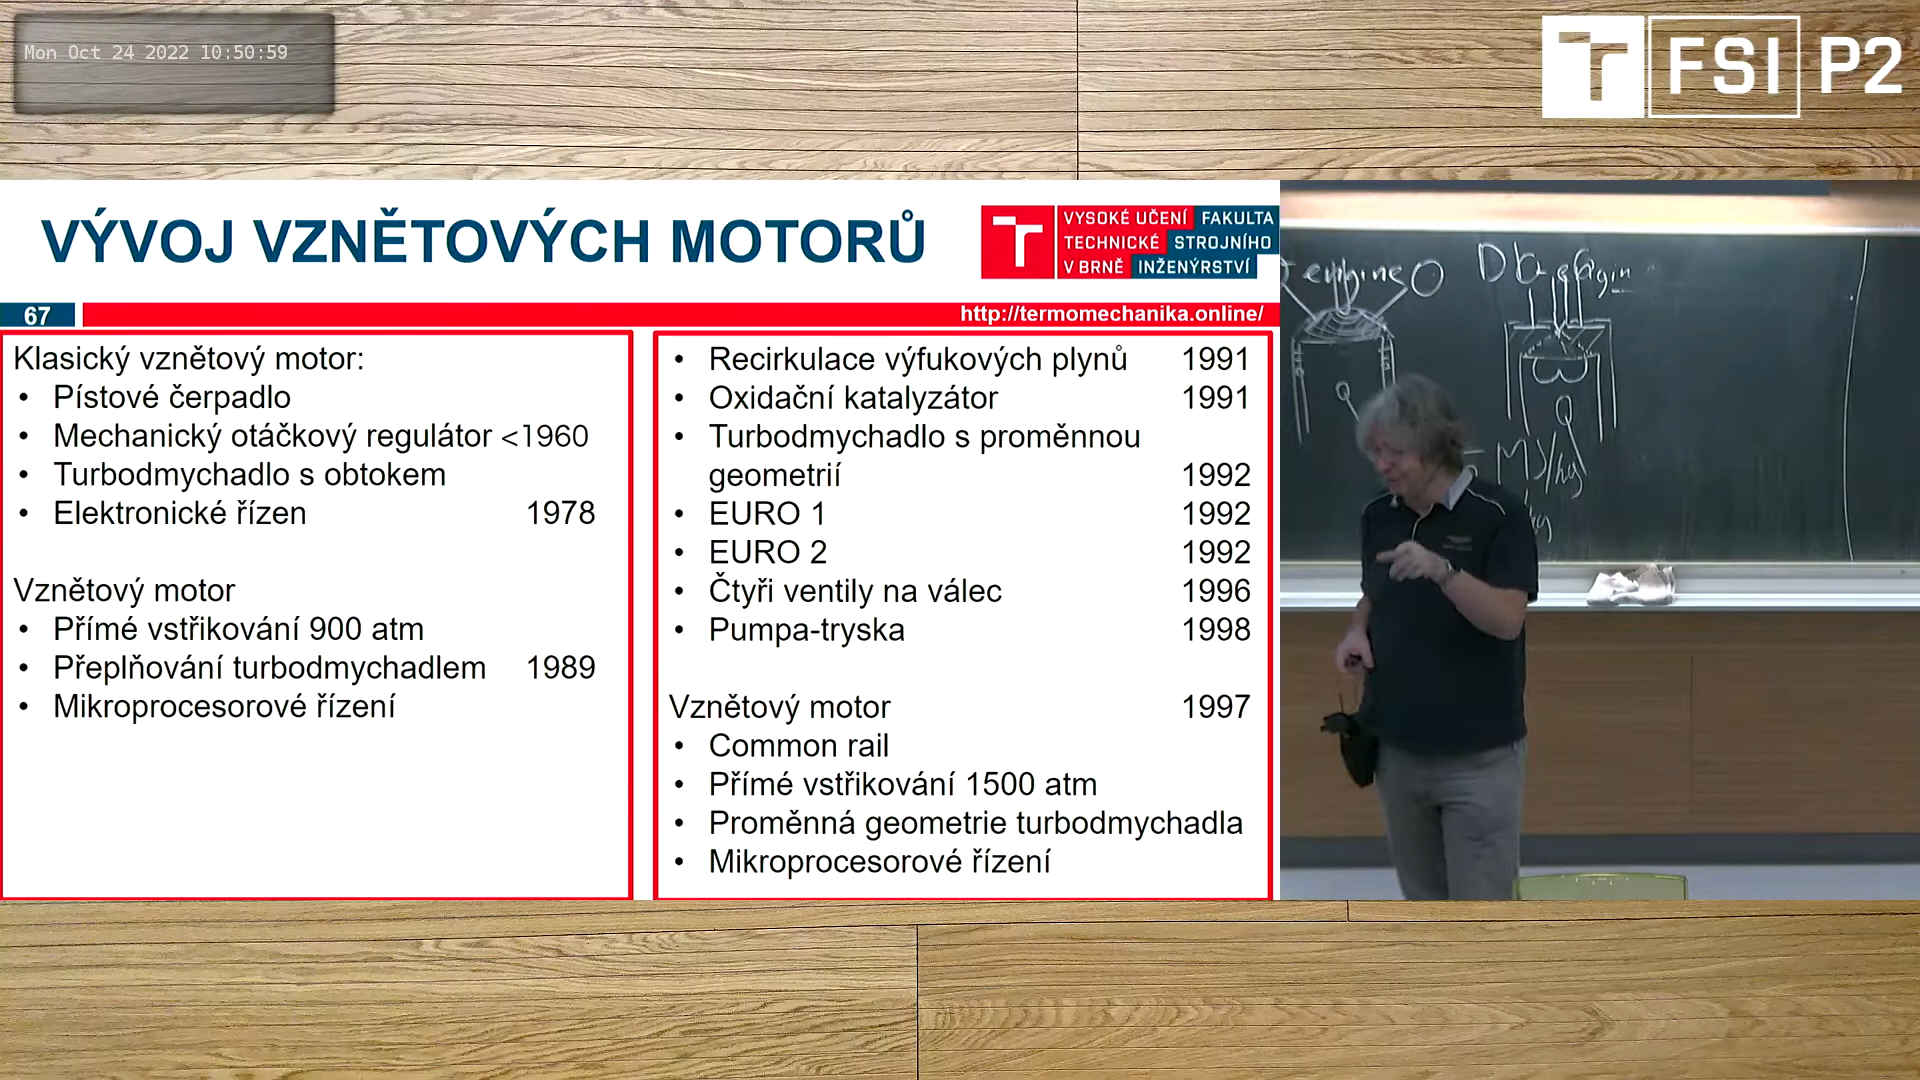 Mon Oct 24 2022 10:50:59
T FSI P2
VÝVOJ VZNĚTOVÝCH MOTORŮ
VYSOKÉ UČENÍ FAKULTA
TECHNICKÉ STROJNÍHO
V BRNĚ INŽENÝRSTVÍ
67
http://termomechanika.online/
Klasický vznětový motor:
• Pístové čerpadlo
• Mechanický otáčkový regulátor <1960
• Turbodmychadlo s obtokem
• Elektronické řízen 1978
Vznětový motor
• Přímé vstřikování 900 atm
• Přeplňování turbodmychadlem 1989
• Mikroprocesorové řízení
• Recirkulace výfukových plynů 1991
• Oxidační katalyzátor 1991
• Turbodmychadlo s proměnnou
geometrií 1992
• EURO 1 1992
• EURO 2 1992
• Čtyři ventily na válec 1996
• Pumpa-tryska 1998
Vznětový motor 1997
• Common rail
• Přímé vstřikování 1500 atm
• Proměnná geometrie turbodmychadla
• Mikroprocesorové řízení
engine
MJ/kg